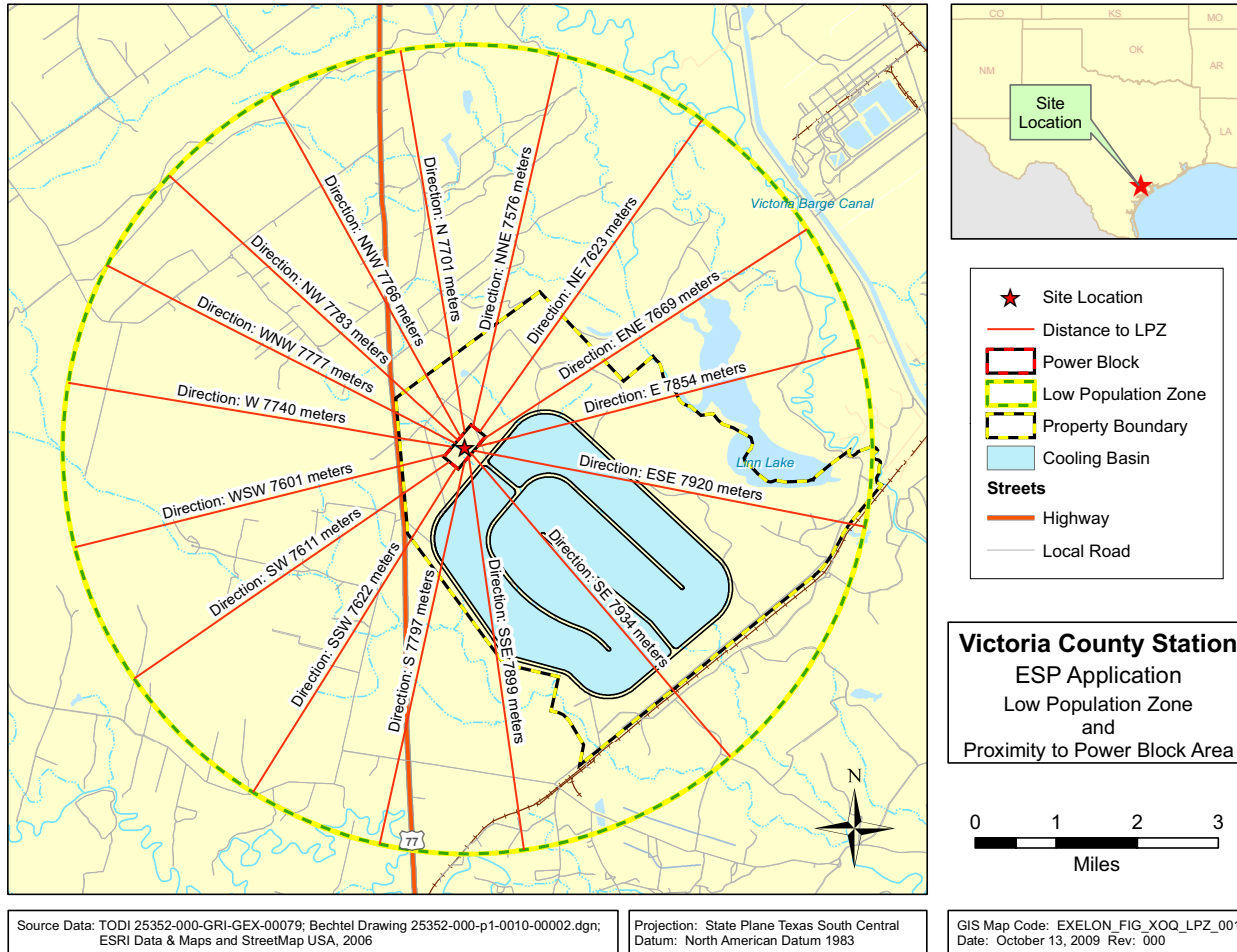 CO
KS
MO
OK
NM
AR
LA
Site
Location
Victoria Barge Canal
Direction: N 7701 meters
Direction: NNE 7576 meters
Direction: NE 7623 meters
Direction: NNW 7766 meters
Direction: NW 7783 meters
Direction: ENE 7669 meters
Direction: WNW 7777 meters
Direction: E 7854 meters
Direction: W 7740 meters
Linn Lake
Direction: ESE 7920 meters
Direction: WSW 7601 meters
Direction: SW 7611 meters
Direction: SE 7934 meters
Direction: SSW 7622 meters
Direction: S 7797 meters
Direction: SSE 7899 meters
77
N
Site Location
Distance to LPZ
Power Block
Low Population Zone
Property Boundary
Cooling Basin
Streets
Highway
Local Road
Victoria County Station
ESP Application
Low Population Zone
and
Proximity to Power Block Area
0 1 2 3
Miles
Source Data: TODI 25352-000-GRI-GEX-00079; Bechtel Drawing 25352-000-p1-0010-00002.dgn;
ESRI Data & Maps and StreetMap USA, 2006
Projection: State Plane Texas South Central
Datum: North American Datum 1983
GIS Map Code: EXELON_FIG_XOQ_LPZ_001
Date: October 13, 2009 Rev: 000